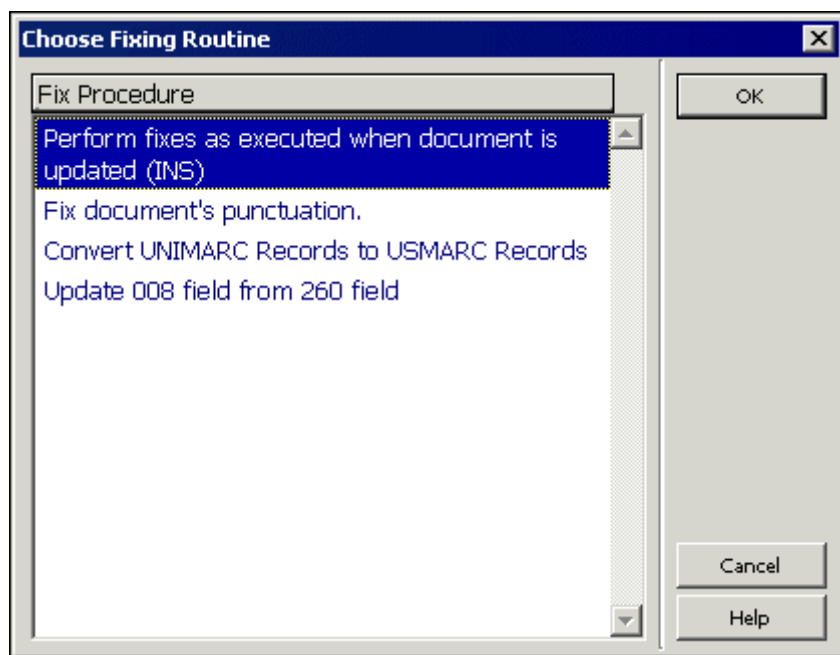 Choose Fixing Routine
Fix Procedure
OK
Perform fixes as executed when document is
updated (INS)
Fix document's punctuation.
Convert UNIMARC Records to USMARC Records
Update 008 field from 260 field
Cancel
Help